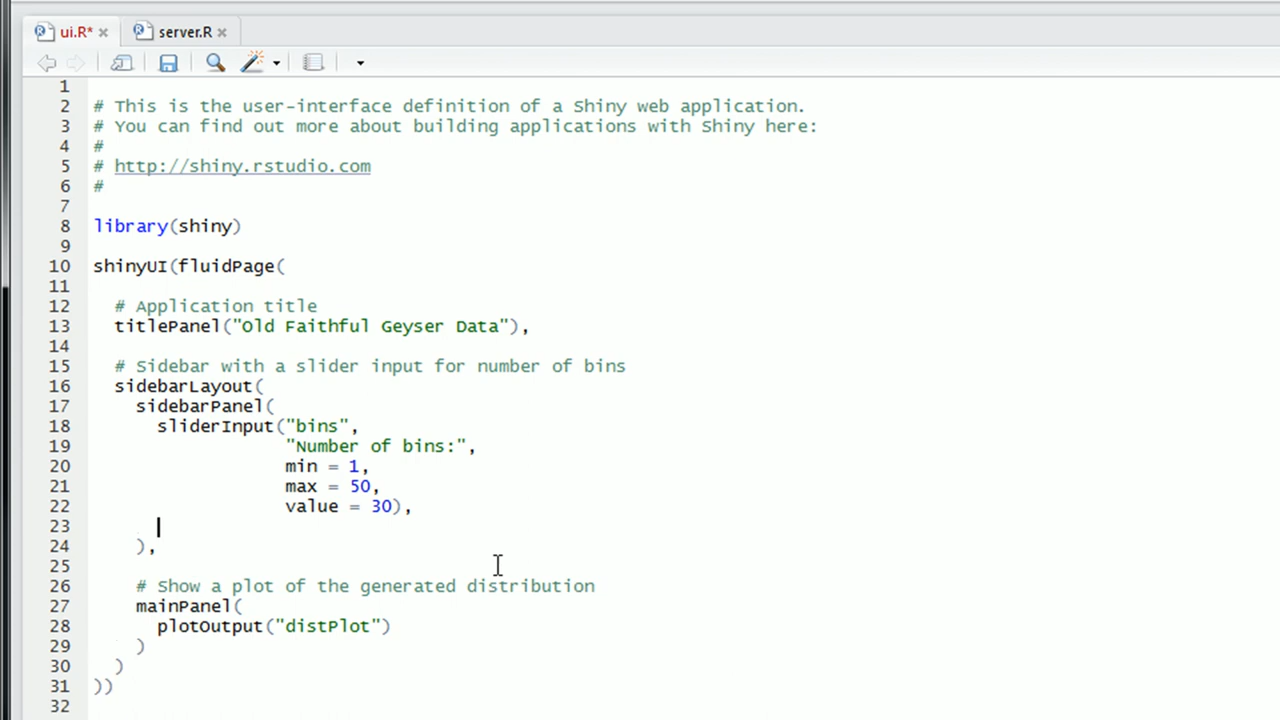 ui.R* server.R
1
2 # This is the user-interface definition of a Shiny web application.
3 # You can find out more about building applications with Shiny here:
4 #
5 # http://shiny.rstudio.com
6 #
7
8 library(shiny)
9
10 shinyUI(fluidPage(
11
12 # Application title
13 titlePanel("Old Faithful Geyser Data"),
14
15 # Sidebar with a slider input for number of bins
16 sidebarLayout(
17 sidebarPanel(
18 sliderInput("bins",
19 "Number of bins:",
20 min = 1,
21 max = 50,
22 value = 30),
23
24 ),
25
26 # Show a plot of the generated distribution
27 mainPanel(
28 plotOutput("distPlot")
29 )
30 )
31 ))
32